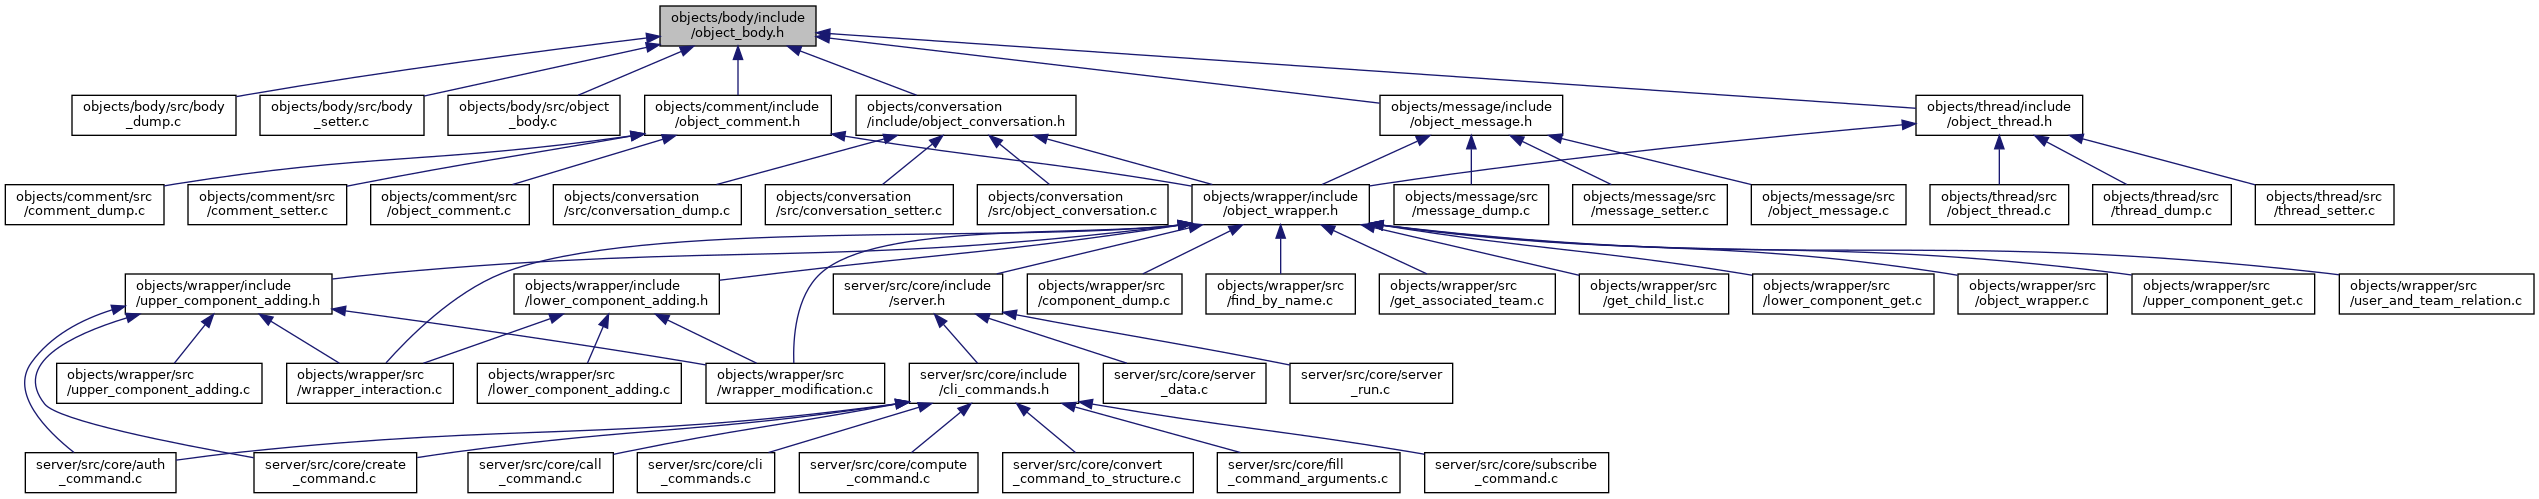 objects/body/include
/object_body.h
objects/body/src/body
_dump.c
objects/body/src/body
_setter.c
objects/body/src/object
_body.c
objects/comment/include
/object_comment.h
objects/conversation
/include/object_conversation.h
objects/message/include
/object_message.h
objects/thread/include
/object_thread.h
objects/comment/src
/comment_dump.c
objects/comment/src
/comment_setter.c
objects/comment/src
/object_comment.c
objects/conversation
/src/conversation_dump.c
objects/conversation
/src/conversation_setter.c
objects/conversation
/src/object_conversation.c
objects/wrapper/include
/object_wrapper.h
objects/message/src
/message_dump.c
objects/message/src
/message_setter.c
objects/message/src
/object_message.c
objects/thread/src
/object_thread.c
objects/thread/src
/thread_dump.c
objects/thread/src
/thread_setter.c
objects/wrapper/include
/upper_component_adding.h
objects/wrapper/include
/lower_component_adding.h
server/src/core/include
/server.h
objects/wrapper/src
/component_dump.c
objects/wrapper/src
/find_by_name.c
objects/wrapper/src
/get_associated_team.c
objects/wrapper/src
/get_child_list.c
objects/wrapper/src
/lower_component_get.c
objects/wrapper/src
/object_wrapper.c
objects/wrapper/src
/upper_component_get.c
objects/wrapper/src
/user_and_team_relation.c
objects/wrapper/src
/upper_component_adding.c
objects/wrapper/src
/wrapper_interaction.c
objects/wrapper/src
/lower_component_adding.c
objects/wrapper/src
/wrapper_modification.c
server/src/core/include
/cli_commands.h
server/src/core/server
_data.c
server/src/core/server
_run.c
server/src/core/auth
_command.c
server/src/core/create
_command.c
server/src/core/call
_command.c
server/src/core/cli
_commands.c
server/src/core/compute
_command.c
server/src/core/convert
_command_to_structure.c
server/src/core/fill
_command_arguments.c
server/src/core/subscribe
_command.c